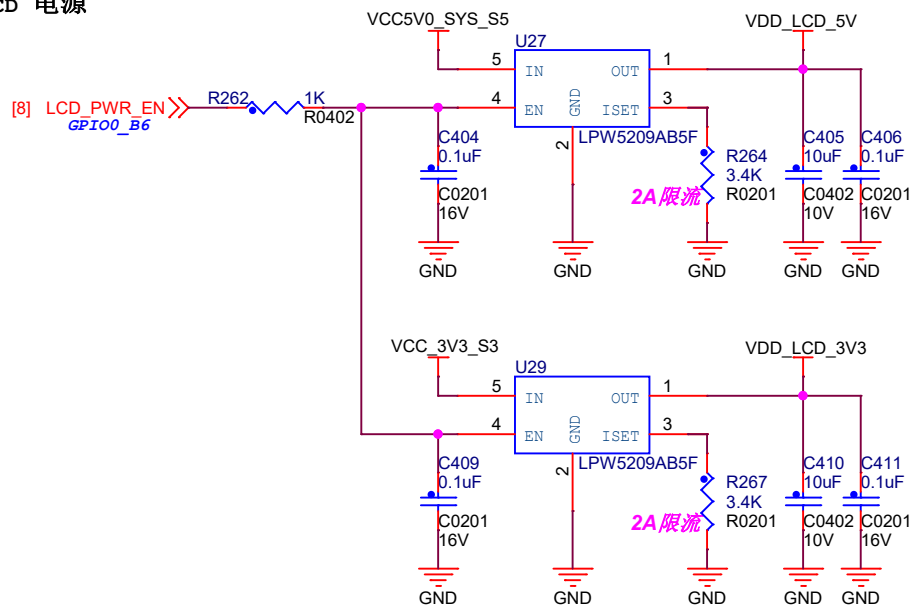 电源
VCC5V0_SYS_S5
VDD_LCD_5V
U27
5
IN
OUT
1
[8] LCD_PWR_EN
GPIO0_B6
R262
1K
R0402
4
EN
GND
ISET
3
2
LPW5209AB5F
C404
0.1uF
C0201
16V
2A限流
R264
3.4K
R0201
C405
10uF
C0402
10V
C406
0.1uF
C0201
16V
GND
GND
GND
GND
GND
VCC_3V3_S3
VDD_LCD_3V3
U29
5
IN
OUT
1
4
EN
GND
ISET
3
2
LPW5209AB5F
C409
0.1uF
C0201
16V
2A限流
R267
3.4K
R0201
C410
10uF
C0402
10V
C411
0.1uF
C0201
16V
GND
GND
GND
GND
GND